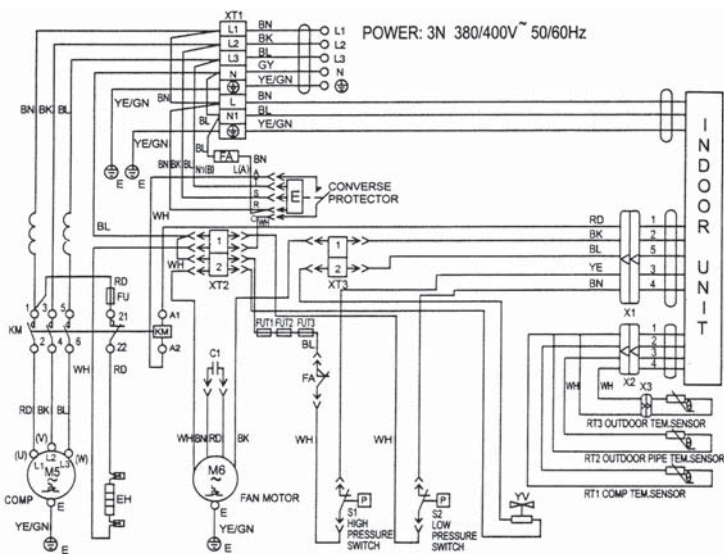 XT1
L1 BN L1
L2 BK L2
L3 BL L3
N GY N
YE/GN
POWER: 3N 380/400V~ 50/60Hz
L BN
N1 BL
YE/GN
BN BK BL
YE/GN
BN
BL
BL
FA
BN
E E
BN BK BL N1(B) L(A)
A
T
S
R
C
E
CONVERSE
PROTECTOR
WH
WH
BL
WH
1
2
XT2
1
2
XT3
RD 1
BK 2
BL 5
YE 3
BN 4
X1
INDOOR UNIT
RD
FU
1 3 5 21
KM
2 4 6 22
A1
KM
A2
WH
RD
C1
FUT1 FUT2 FUT3
BL
FA
1
2
3
4
X2
WH
WH
X3
RT3 OUTDOOR TEM.SENSOR
RT2 OUTDOOR PIPE TEM.SENSOR
RT1 COMP TEM.SENSOR
RD BK BL
WH BN RD BK
WH
WH
(U) (V) (W)
L1 L2 L3
M5
~
COMP
E
YE/GN
E
EH
M6
~
FAN MOTOR
E
YE/GN
E
P
S1
HIGH
PRESSURE
SWITCH
P
S2
LOW
PRESSURE
SWITCH
YV